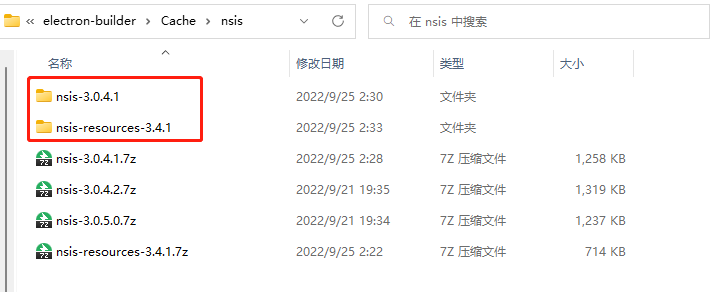 « electron-builder > Cache > nsis
在 nsis 中搜索
名称 修改日期 类型 大小
nsis-3.0.4.1 2022/9/25 2:30 文件夹
nsis-resources-3.4.1 2022/9/25 2:33 文件夹
nsis-3.0.4.1.7z 2022/9/25 2:28 7Z 压缩文件 1,258 KB
nsis-3.0.4.2.7z 2022/9/21 19:35 7Z 压缩文件 1,319 KB
nsis-3.0.5.0.7z 2022/9/21 19:34 7Z 压缩文件 1,237 KB
nsis-resources-3.4.1.7z 2022/9/25 2:22 7Z 压缩文件 714 KB